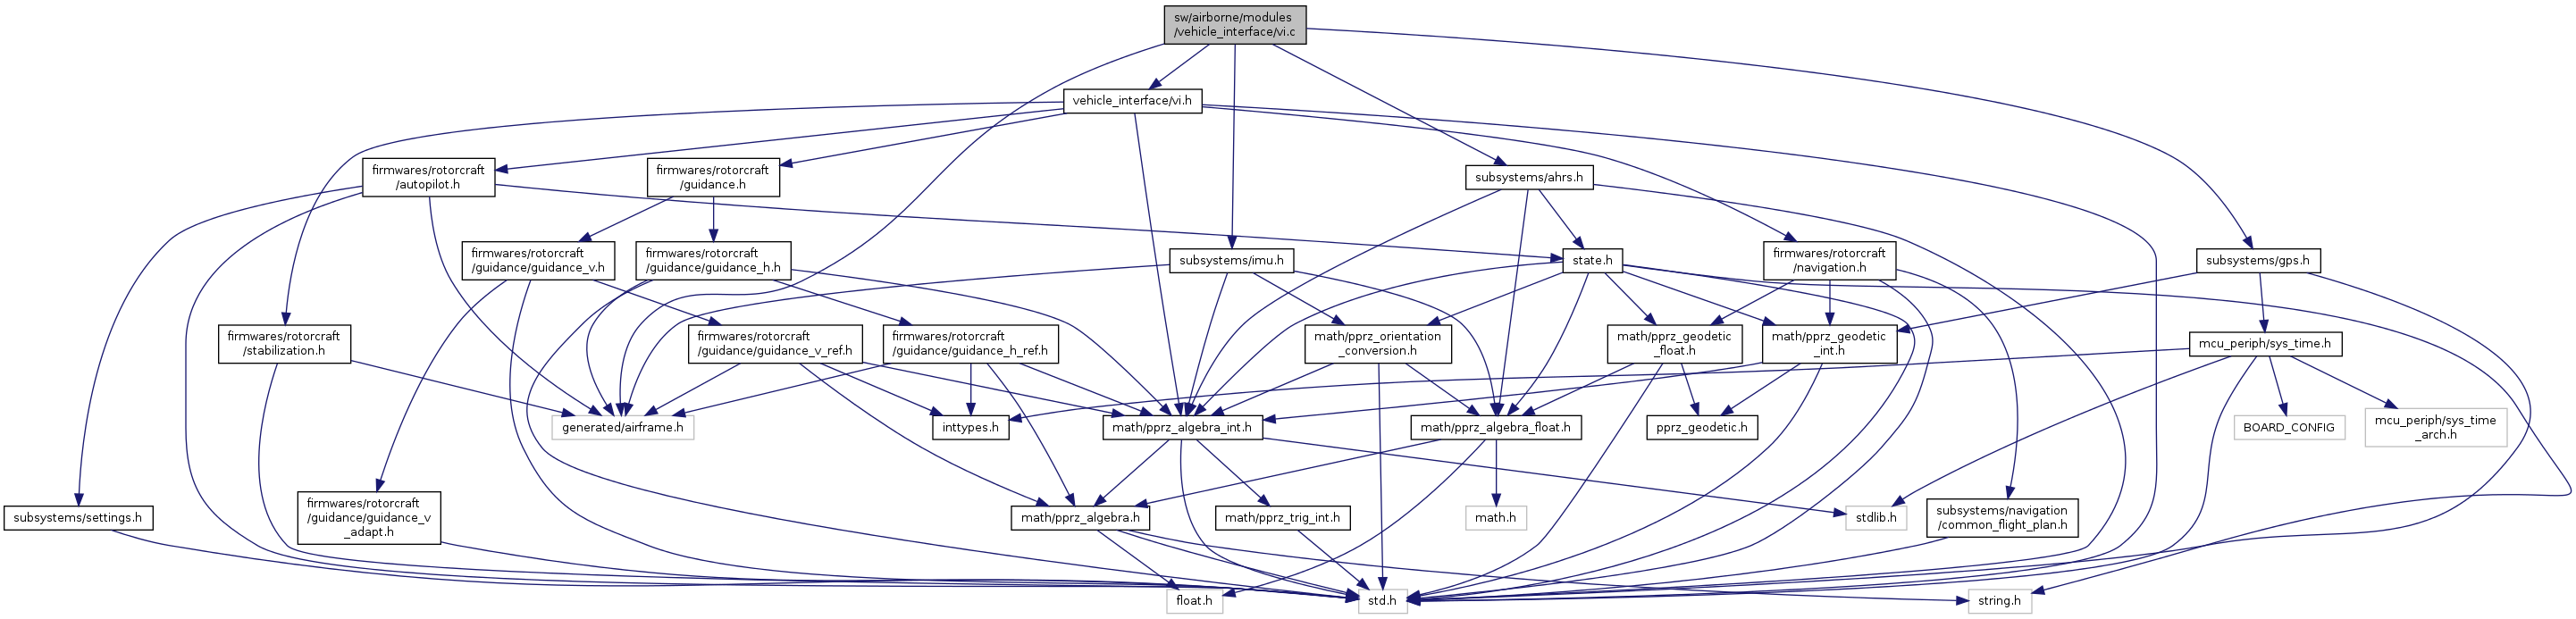 sw/airborne/modules
/vehicle_interface/vi.c
vehicle_interface/vi.h
firmwares/rotorcraft
/autopilot.h
firmwares/rotorcraft
/guidance.h
subsystems/ahrs.h
firmwares/rotorcraft
/guidance/guidance_v.h
firmwares/rotorcraft
/guidance/guidance_h.h
subsystems/imu.h
state.h
firmwares/rotorcraft
/navigation.h
subsystems/gps.h
firmwares/rotorcraft
/stabilization.h
firmwares/rotorcraft
/guidance/guidance_v_ref.h
firmwares/rotorcraft
/guidance/guidance_h_ref.h
math/pprz_orientation
_conversion.h
math/pprz_geodetic
_float.h
math/pprz_geodetic
_int.h
mcu_periph/sys_time.h
generated/airframe.h
inttypes.h
math/pprz_algebra_int.h
math/pprz_algebra_float.h
pprz_geodetic.h
BOARD_CONFIG
mcu_periph/sys_time
_arch.h
subsystems/settings.h
firmwares/rotorcraft
/guidance/guidance_v
_adapt.h
math/pprz_algebra.h
math/pprz_trig_int.h
math.h
stdlib.h
subsystems/navigation
/common_flight_plan.h
float.h
std.h
string.h